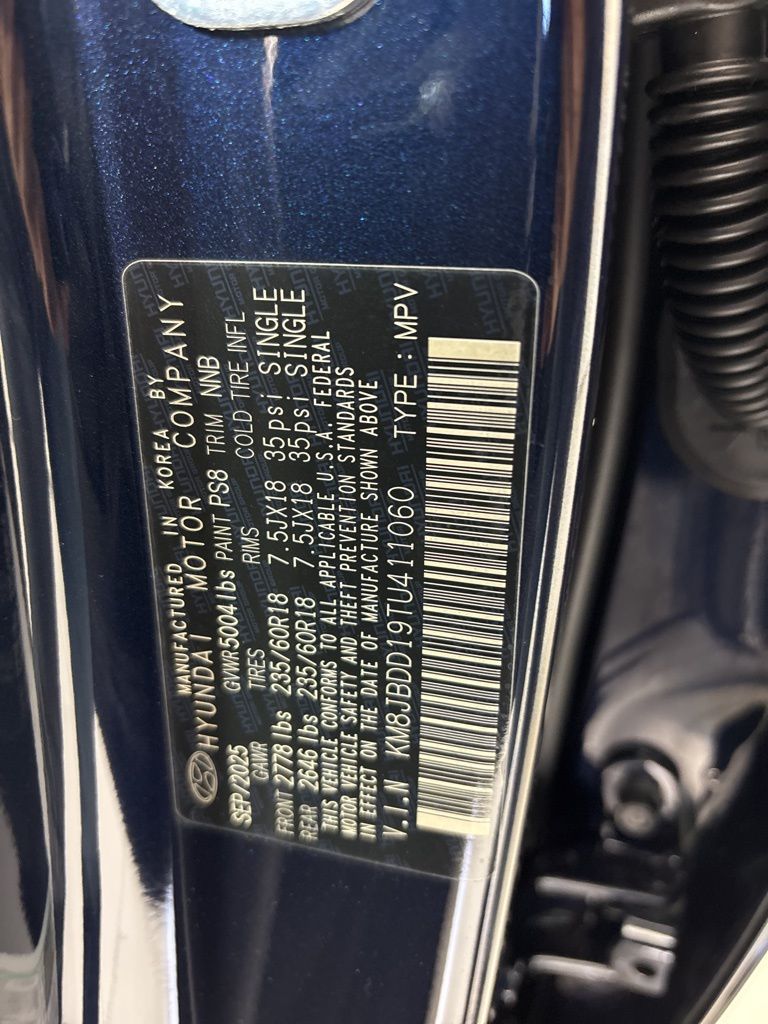 MANUFACTURED IN KOREA BY
HYUNDAI MOTOR COMPANY
SEP/2025 GVWR 5004lbs PAINT PS8 TRIM NNB
GAWR TIRES RIMS COLD TIRE INFL
FRONT 2778 lbs 235/60R18 7.5JX18 35psi SINGLE
REAR 2646 lbs 235/60R18 7.5JX18 35psi SINGLE
THIS VEHICLE CONFORMS TO ALL APPLICABLE U.S.A. FEDERAL
MOTOR VEHICLE SAFETY AND THEFT PREVENTION STANDARDS
IN EFFECT ON THE DATE OF MANUFACTURE SHOWN ABOVE
V.I.N KM8JBDD19TU411060 TYPE : MPV